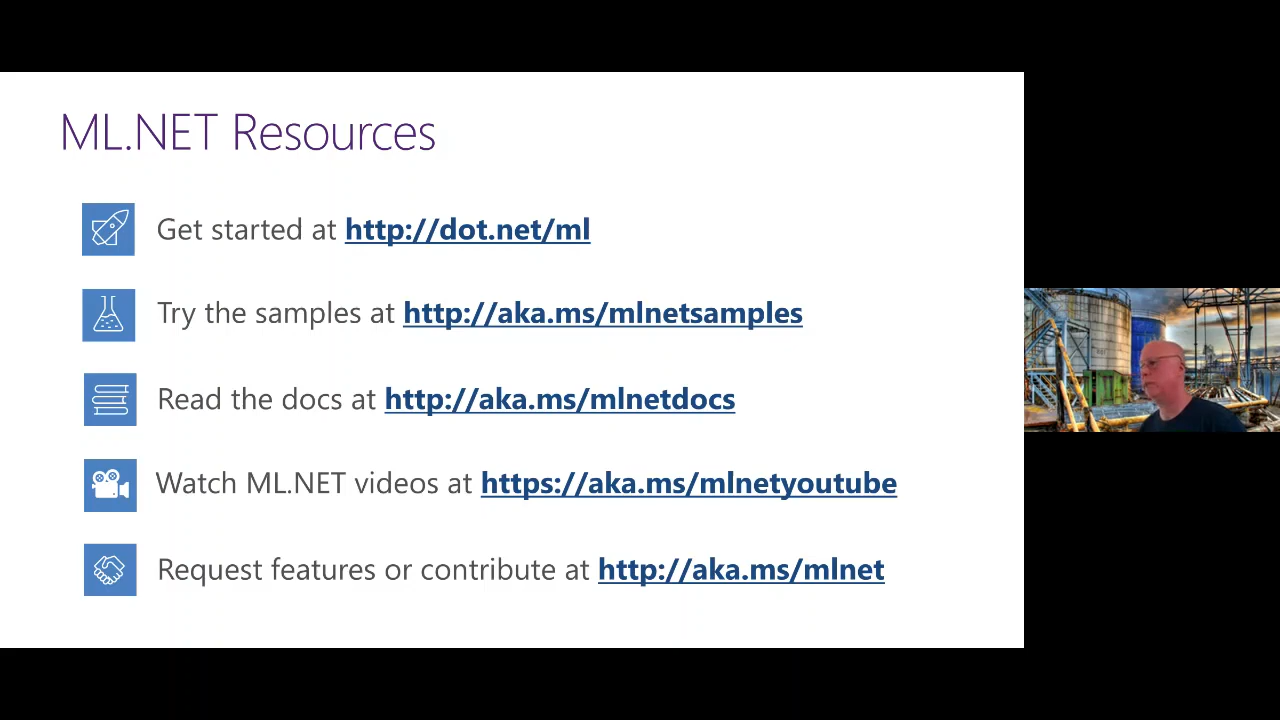 ML.NET Resources
Get started at http://dot.net/ml
Try the samples at http://aka.ms/mlnetsamples
Read the docs at http://aka.ms/mlnetdocs
Watch ML.NET videos at https://aka.ms/mlnetyoutube
Request features or contribute at http://aka.ms/mlnet